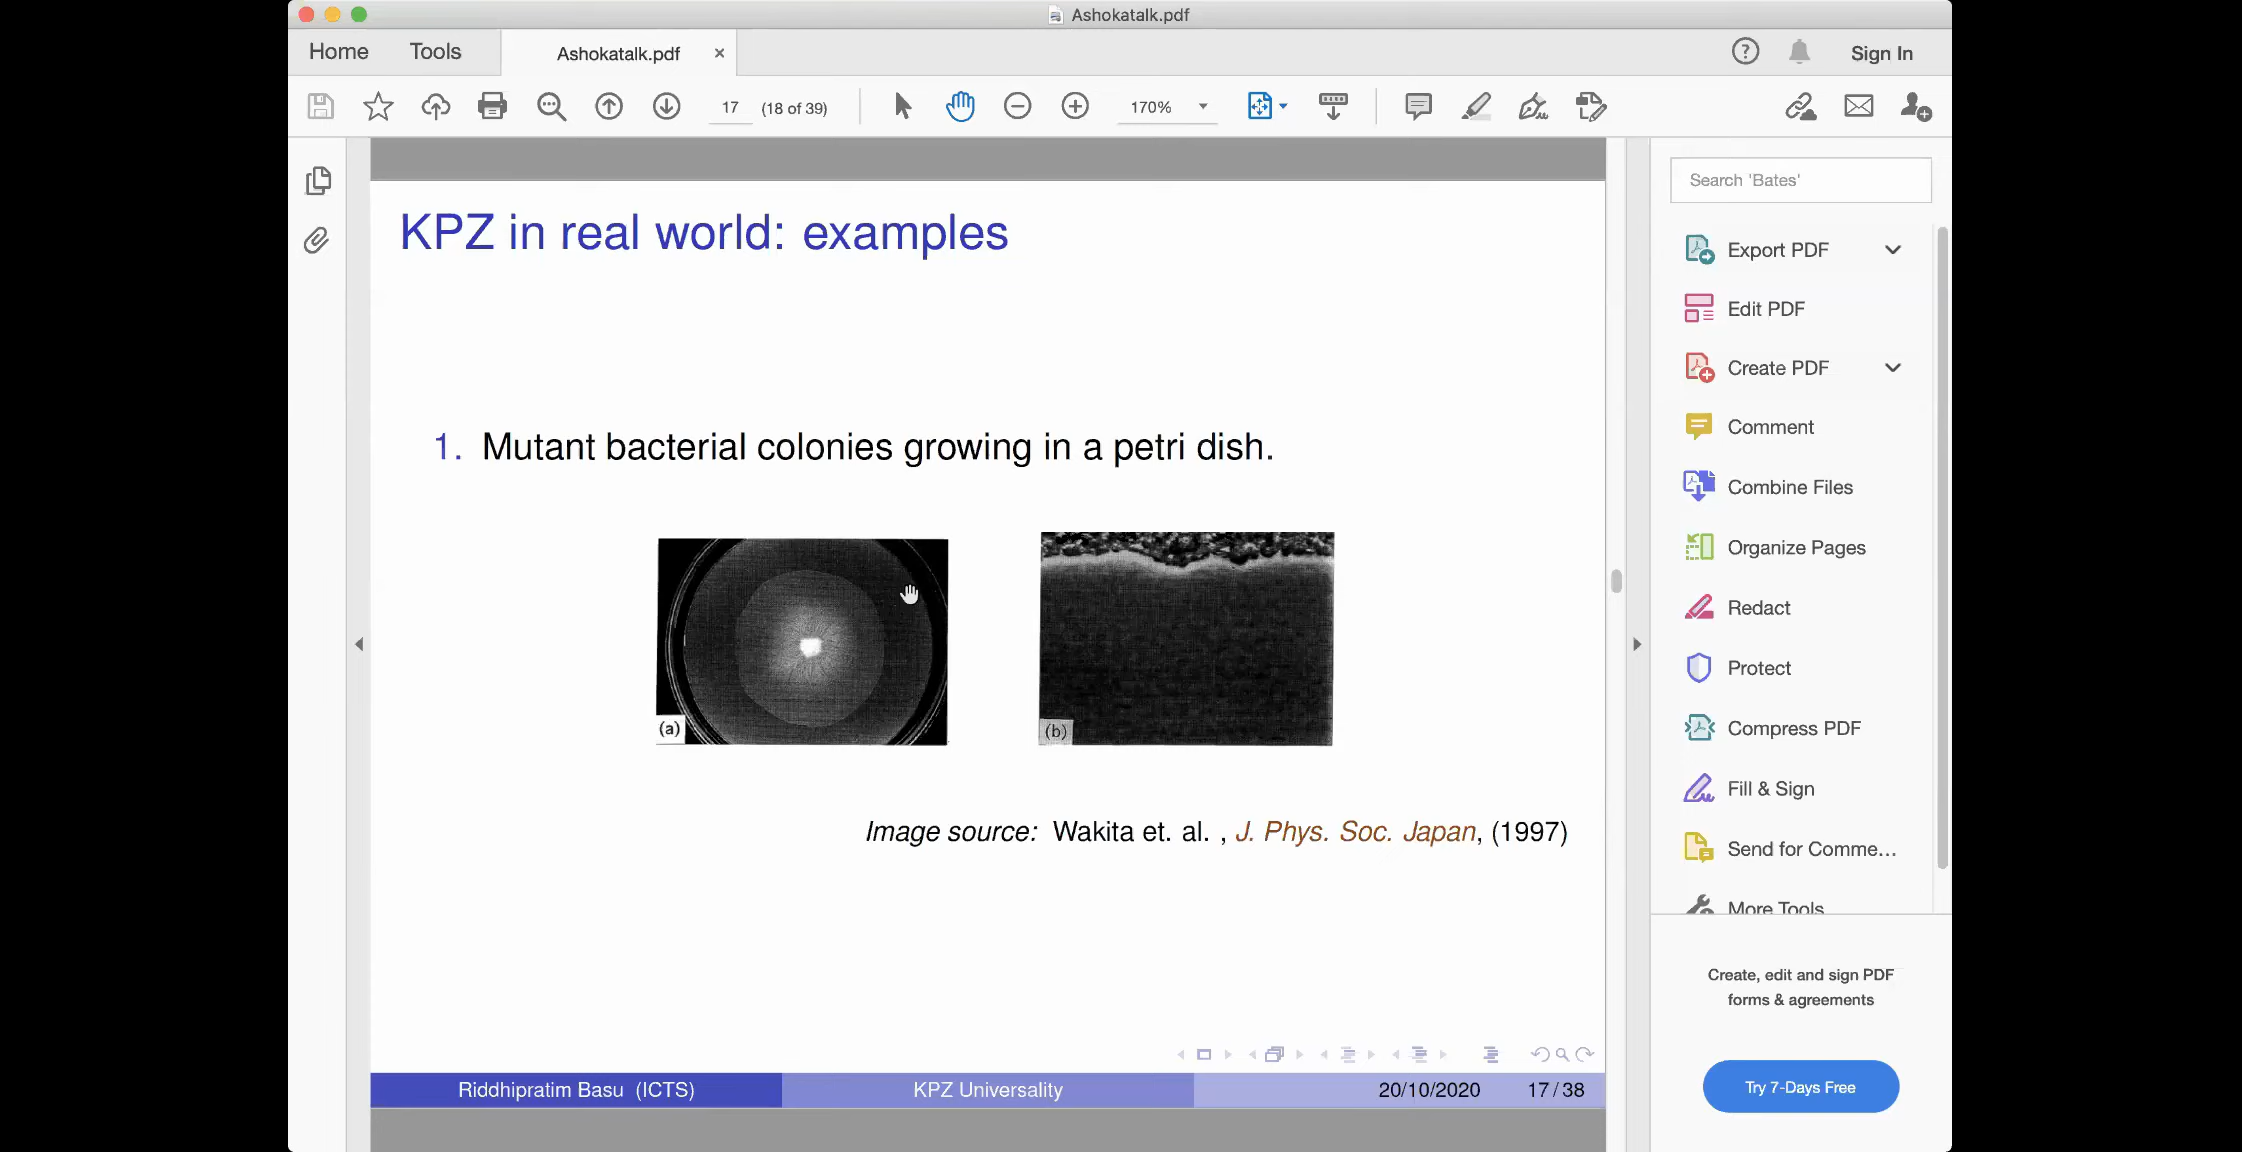 Ashokatalk.pdf
Home
Tools
Ashokatalk.pdf
Sign In
17
(18 of 39)
170%
Search 'Bates'
Export PDF
Edit PDF
Create PDF
Comment
Combine Files
Organize Pages
Redact
Protect
Compress PDF
Fill & Sign
Send for Comme...
More Tools
Create, edit and sign PDF
forms & agreements
Try 7-Days Free
KPZ in real world: examples
1. Mutant bacterial colonies growing in a petri dish.
(a)
(b)
Image source: Wakita et. al. , J. Phys. Soc. Japan, (1997)
Riddhipratim Basu (ICTS)
KPZ Universality
20/10/2020
17/38